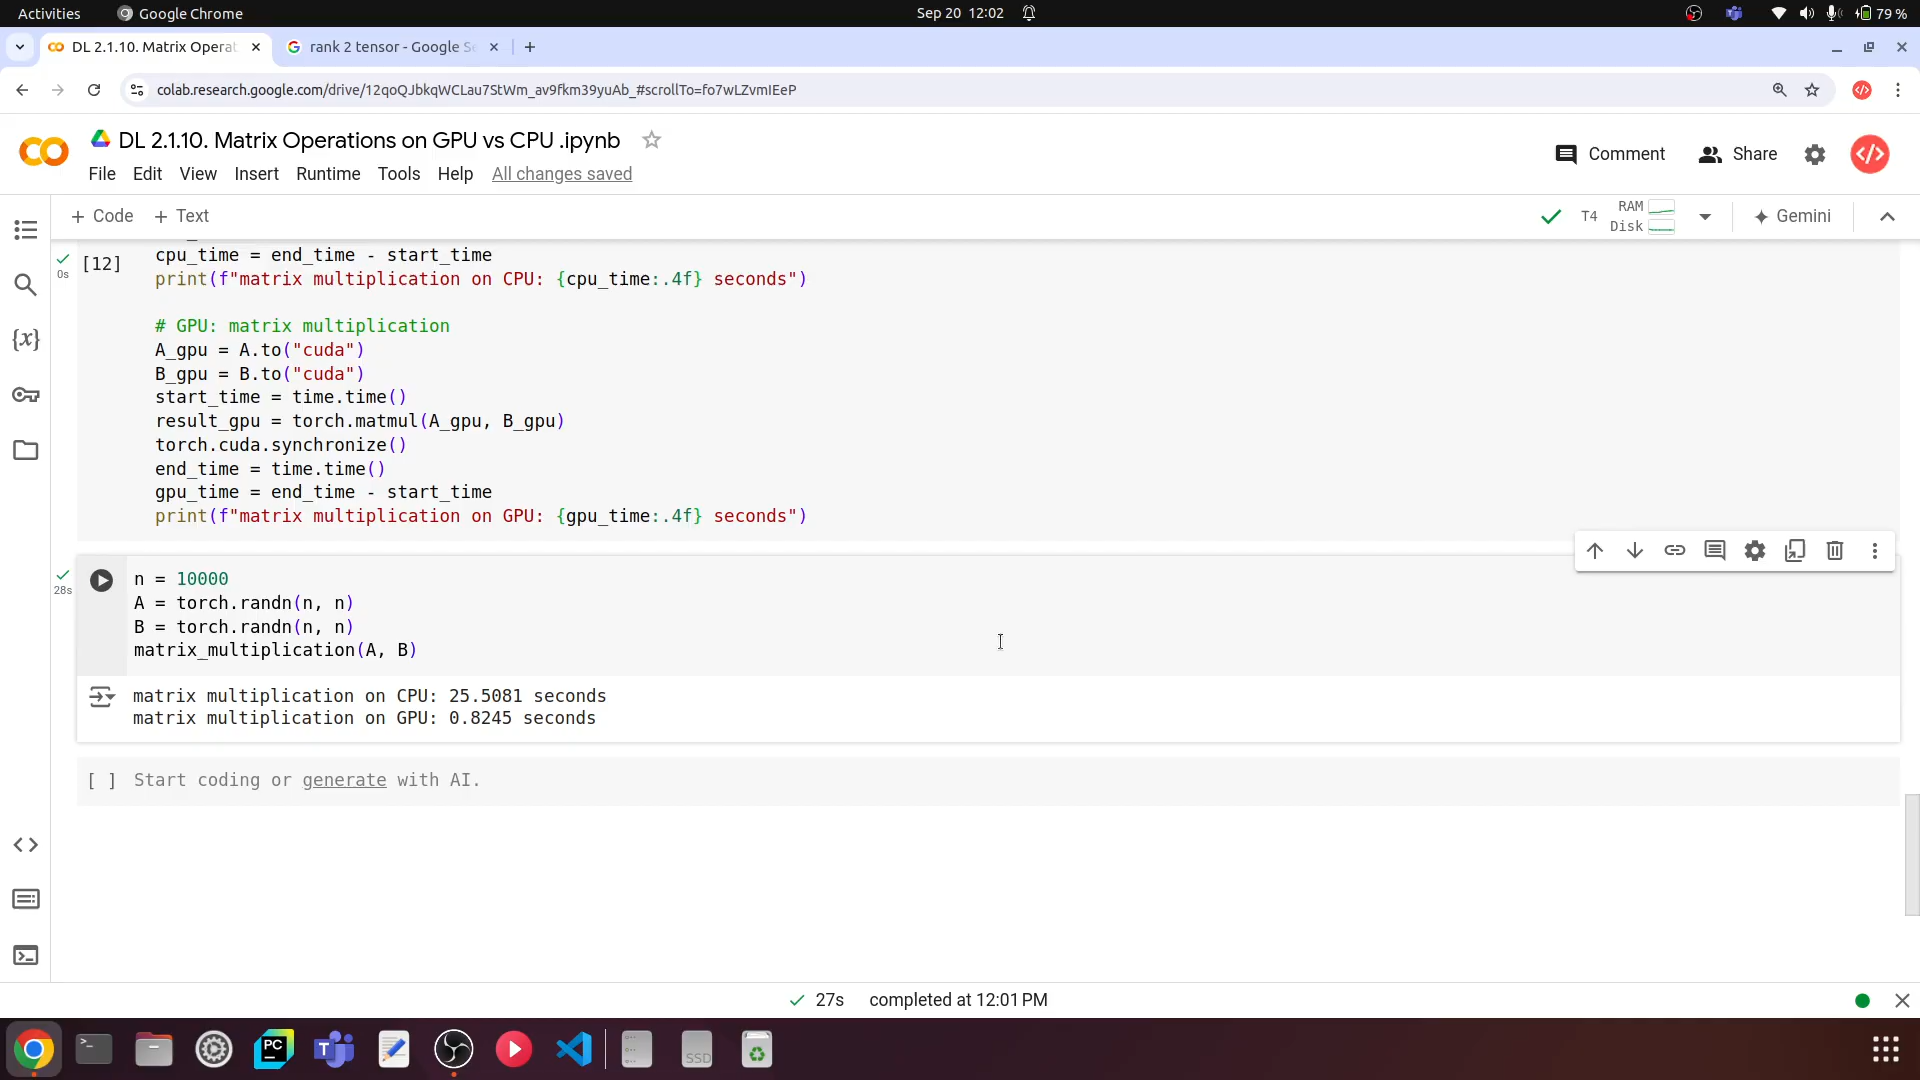 Activities
Google Chrome
Sep 20 12:02
79 %
DL 2.1.10. Matrix Operat
rank 2 tensor - Google Se
colab.research.google.com/drive/12qoQJbkqWCLau7StWm_av9fkm39yuAb_#scrollTo=fo7wLZvmIEeP
DL 2.1.10. Matrix Operations on GPU vs CPU .ipynb
Comment
Share
File Edit View Insert Runtime Tools Help All changes saved
+ Code + Text
T4
RAM
Disk
Gemini
[12]
0s
cpu_time = end_time - start_time
print(f"matrix multiplication on CPU: {cpu_time:.4f} seconds")
# GPU: matrix multiplication
A_gpu = A.to("cuda")
B_gpu = B.to("cuda")
start_time = time.time()
result_gpu = torch.matmul(A_gpu, B_gpu)
torch.cuda.synchronize()
end_time = time.time()
gpu_time = end_time - start_time
print(f"matrix multiplication on GPU: {gpu_time:.4f} seconds")
28s
n = 10000
A = torch.randn(n, n)
B = torch.randn(n, n)
matrix_multiplication(A, B)
matrix multiplication on CPU: 25.5081 seconds
matrix multiplication on GPU: 0.8245 seconds
[ ] Start coding or generate with AI.
27s completed at 12:01 PM
PC
SSD